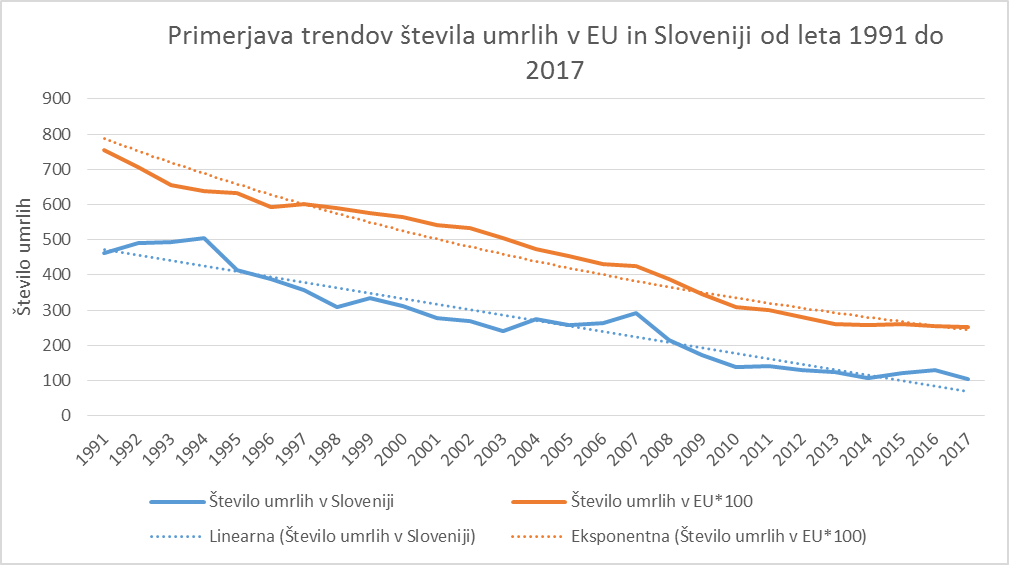 Primerjava trendov števila umrlih v EU in Sloveniji od leta 1991 do
2017
Število umrlih
900
800
700
600
500
400
300
200
100
0
1991 1992 1993 1994 1995 1996 1997 1998 1999 2000 2001 2002 2003 2004 2005 2006 2007 2008 2009 2010 2011 2012 2013 2014 2015 2016 2017
Število umrlih v Sloveniji Število umrlih v EU*100
Linearna (Število umrlih v Sloveniji) Eksponentna (Število umrlih v EU*100)